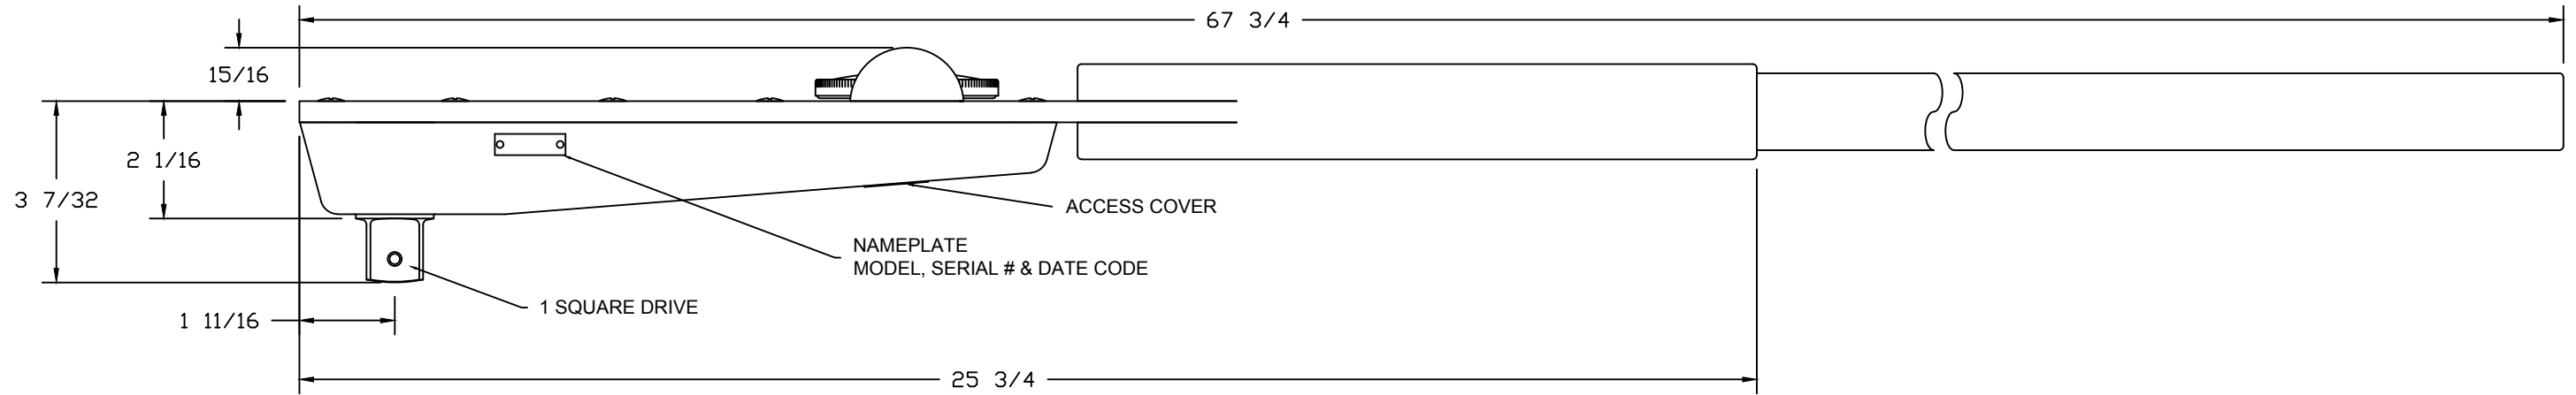 67 3/4
15/16
2 1/16
3 7/32
ACCESS COVER
NAMEPLATE
MODEL, SERIAL # & DATE CODE
1 SQUARE DRIVE
1 11/16
25 3/4